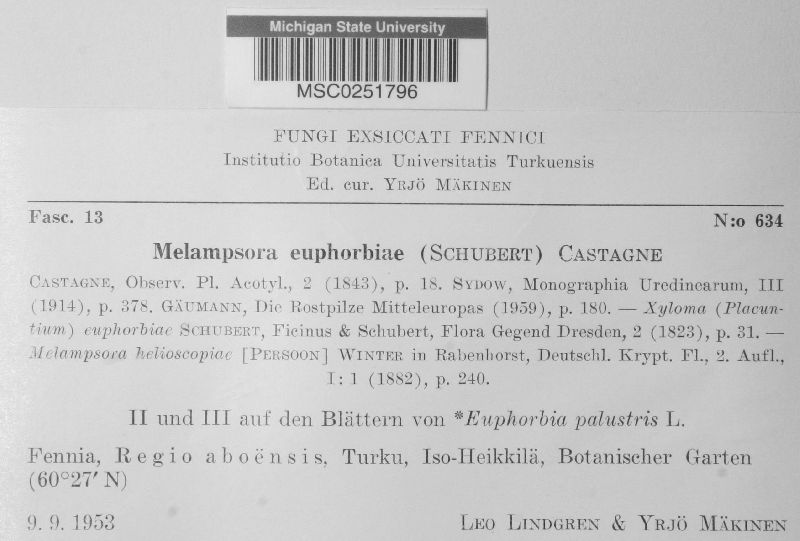 Michigan State University
MSC0251796
FUNGI EXSICCATI FENNICI
Institutio Botanica Universitatis Turkuensis
Ed. cur. YRJÖ MÄKINEN
Fasc. 13 N:o 634
Melampsora euphorbiae (SCHUBERT) CASTAGNE
CASTAGNE, Observ. Pl. Acotyl., 2 (1843), p. 18. SYDOW, Monographia Uredinearum, III
(1914), p. 378. GÄUMANN, Die Rostpilze Mitteleuropas (1959), p. 180. — Xyloma (Placun-
tium) euphorbiae SCHUBERT, Ficinus & Schubert, Flora Gegend Dresden, 2 (1823), p. 31. —
Melampsora helioscopiae [PERSOON] WINTER in Rabenhorst, Deutschl. Krypt. Fl., 2. Aufl.,
I: 1 (1882), p. 240.
II und III auf den Blättern von *Euphorbia palustris L.
Fennia, Regio aboënsis, Turku, Iso-Heikkilä, Botanischer Garten
(60°27′ N)
9. 9. 1953 LEO LINDGREN & YRJÖ MÄKINEN